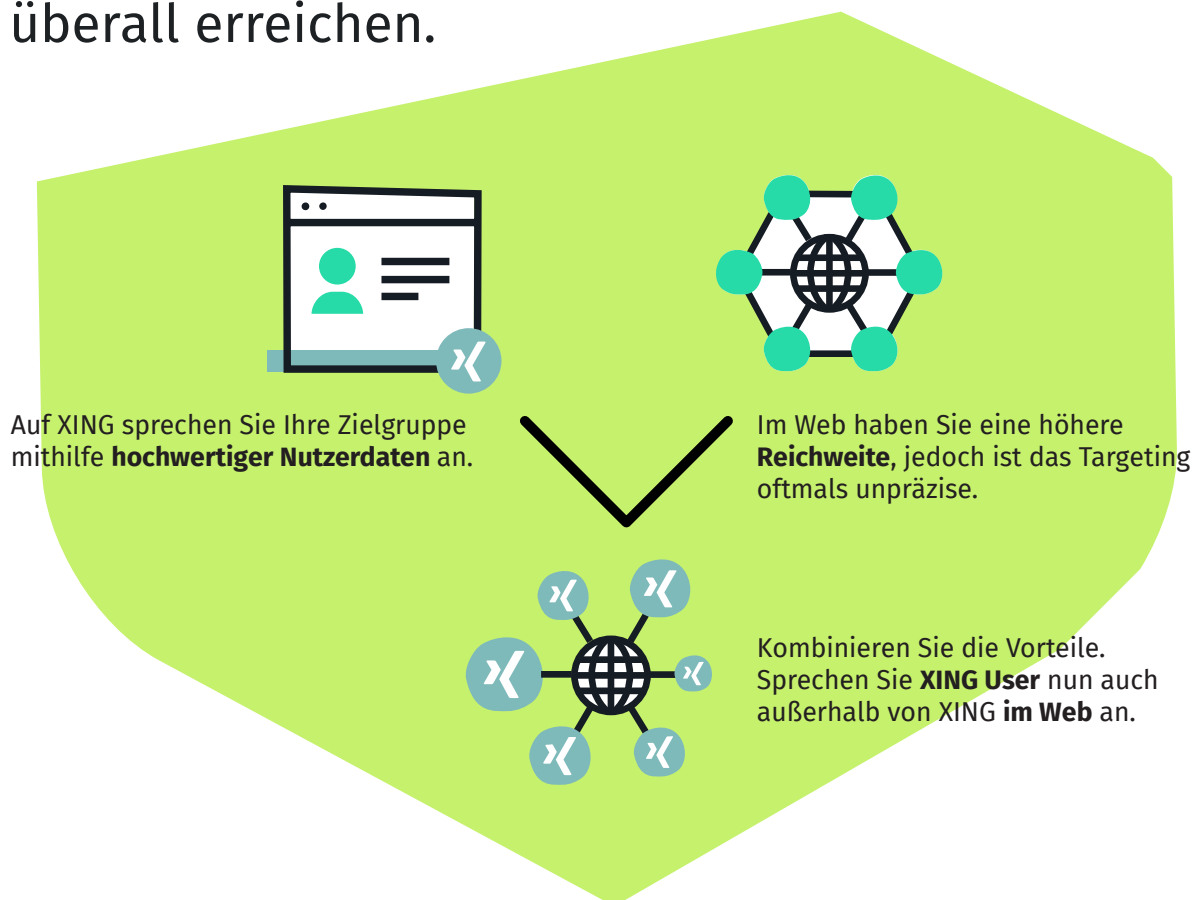 überall erreichen.
Auf XING sprechen Sie Ihre Zielgruppe
mithilfe hochwertiger Nutzerdaten an.
Im Web haben Sie eine höhere
Reichweite, jedoch ist das Targeting
oftmals unpräzise.
Kombinieren Sie die Vorteile.
Sprechen Sie XING User nun auch
außerhalb von XING im Web an.